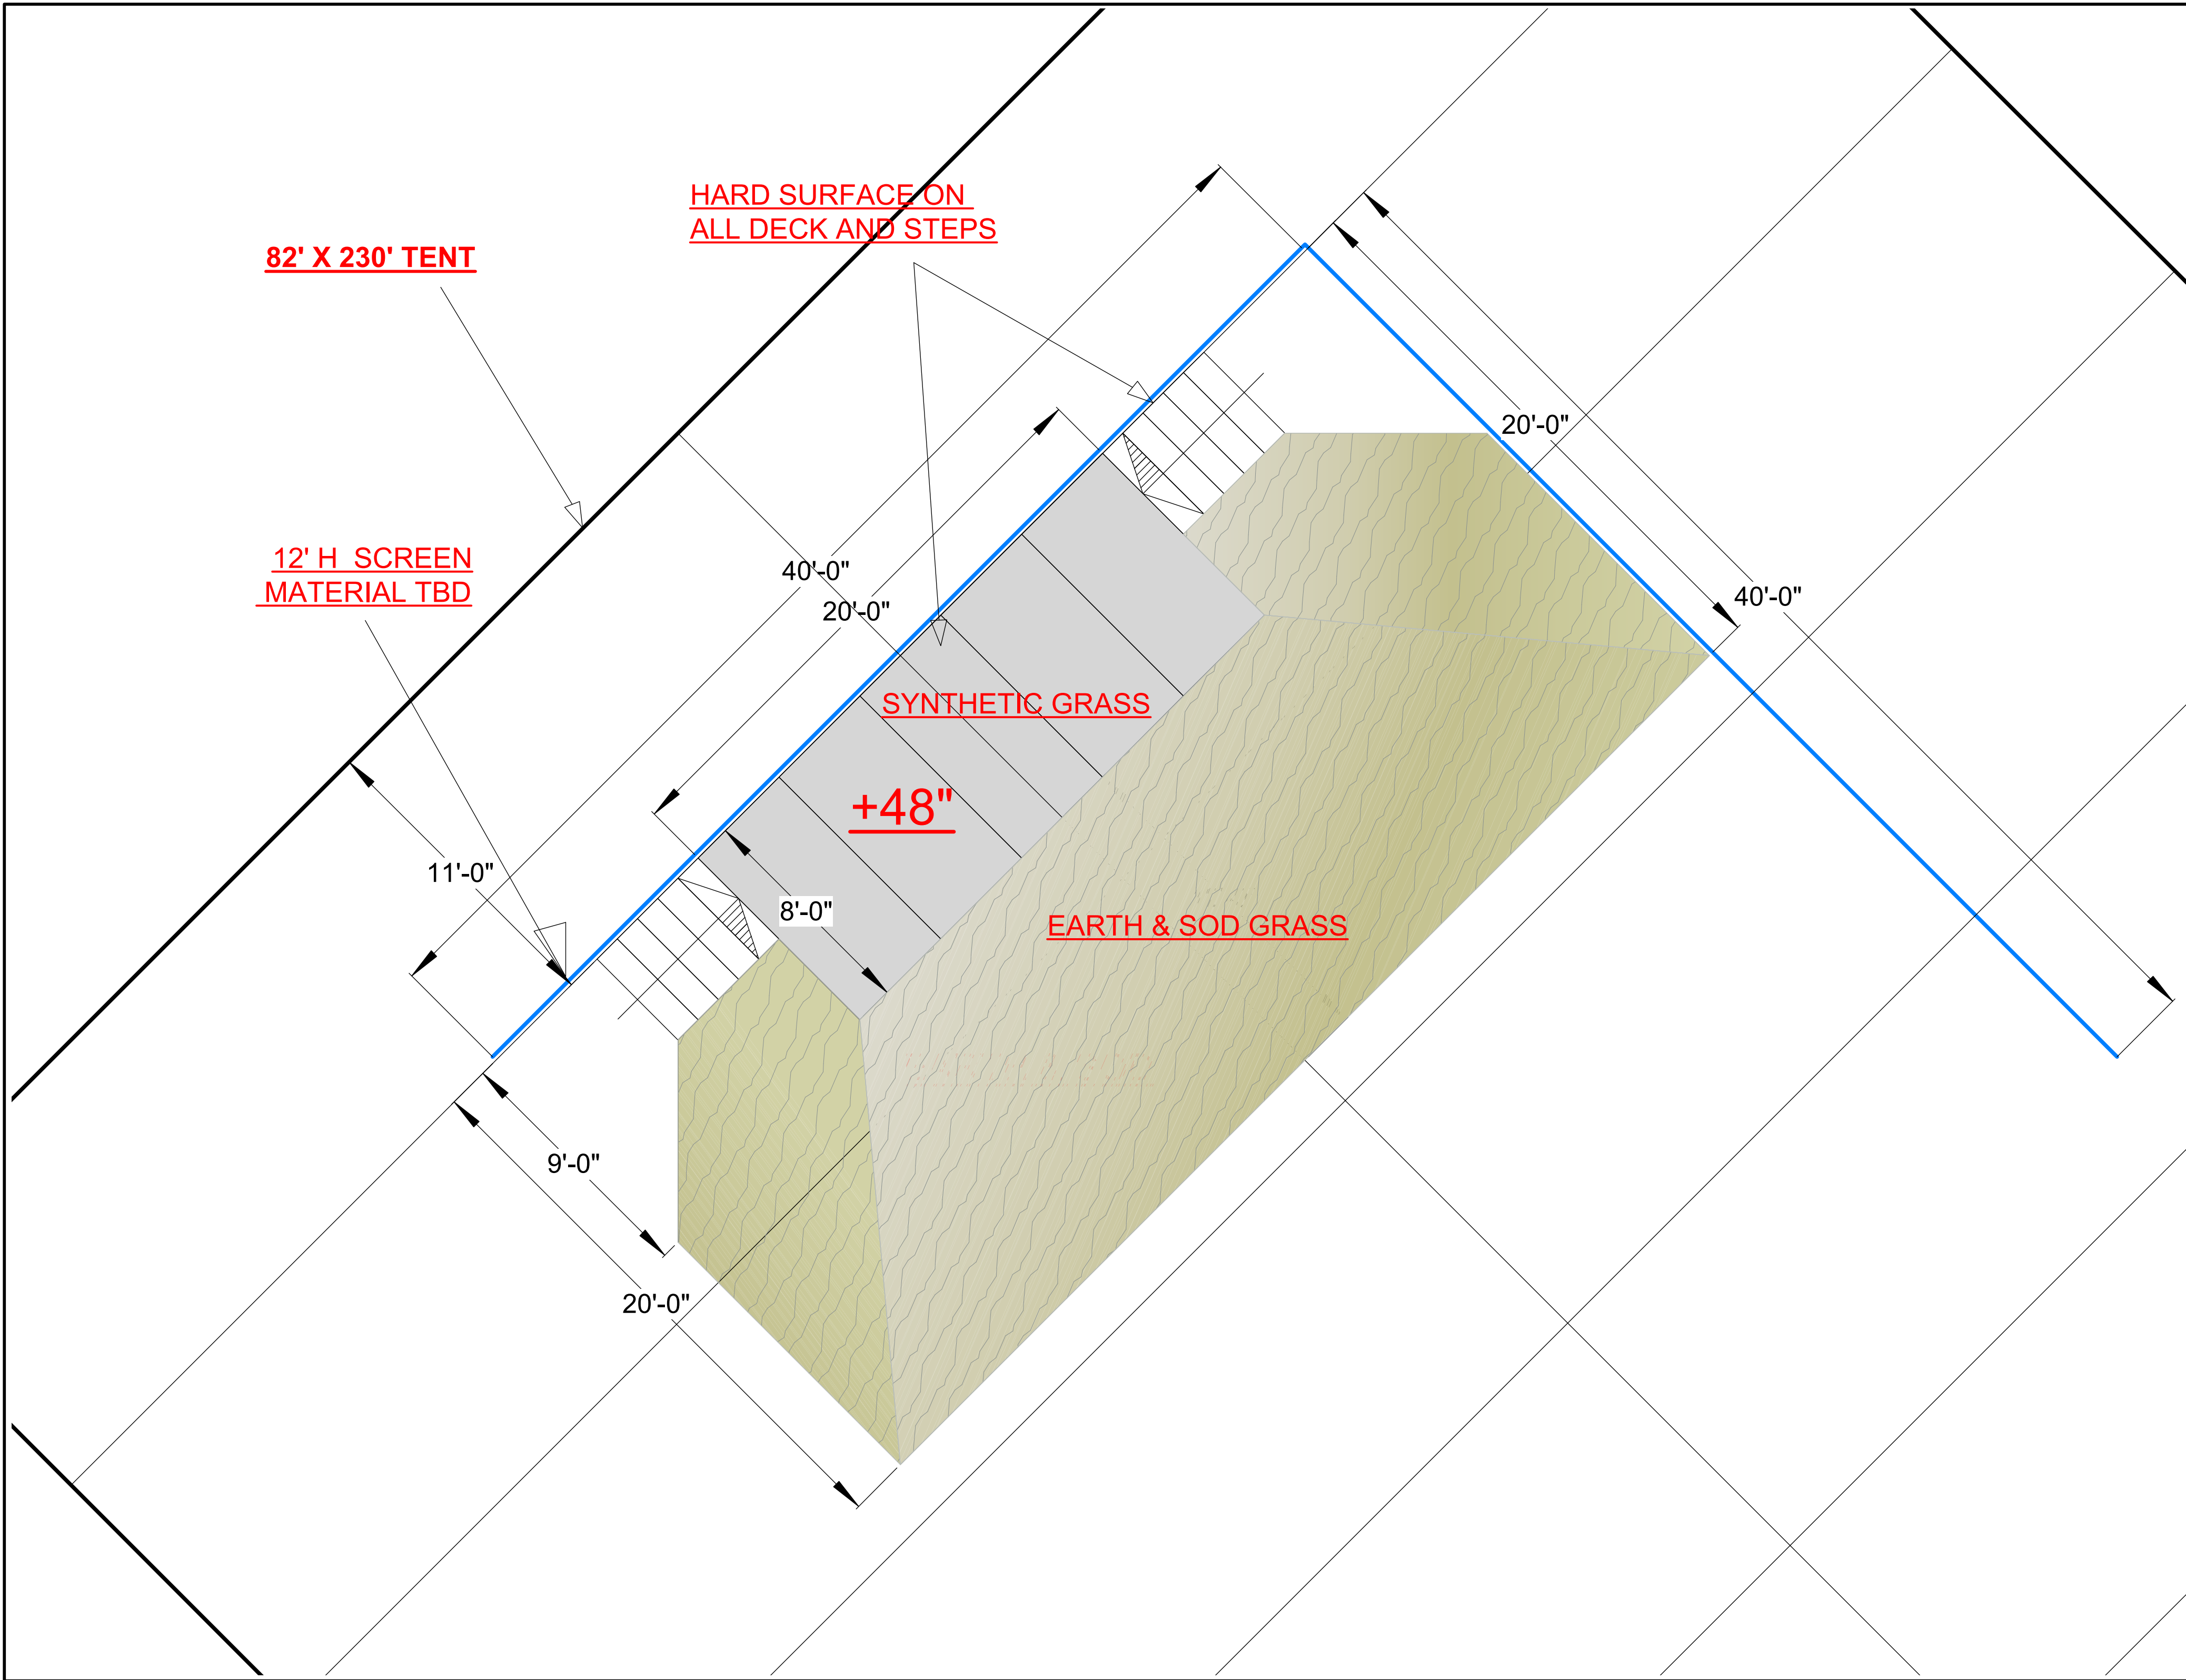 HARD SURFACE ON
ALL DECK AND STEPS
82' X 230' TENT
20'-0"
12' H  SCREEN
MATERIAL TBD
40'-0"
40'-0"
20'-0"
SYNTHETIC GRASS
+48"
11'-0"
8'-0"
EARTH & SOD GRASS
9'-0"
20'-0"